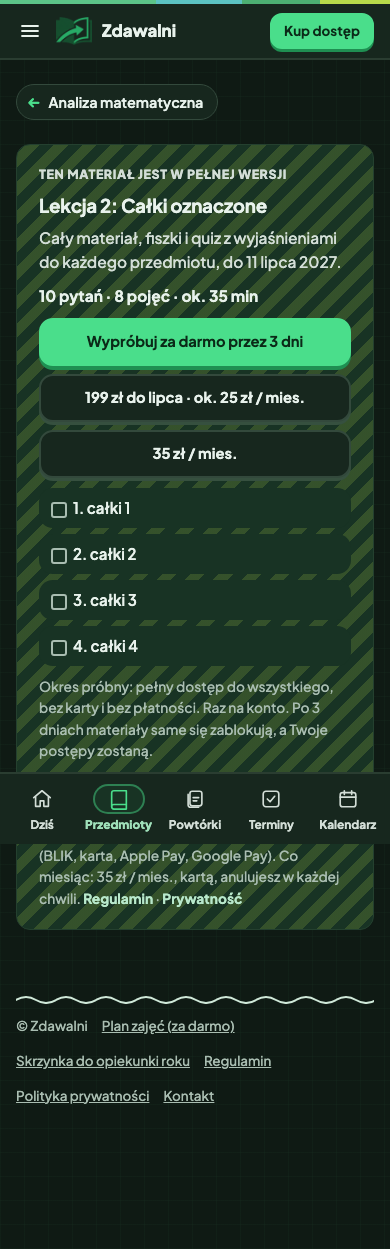 Zdawalni
Kup dostęp
← Analiza matematyczna
TEN MATERIAŁ JEST W PEŁNEJ WERSJI
Lekcja 2: Całki oznaczone
Cały materiał, fiszki i quiz z wyjaśnieniami
do każdego przedmiotu, do 11 lipca 2027.
10 pytań · 8 pojęć · ok. 35 min
Wypróbuj za darmo przez 3 dni
199 zł do lipca · ok. 25 zł / mies.
35 zł / mies.
1. całki 1
2. całki 2
3. całki 3
4. całki 4
Okres próbny: pełny dostęp do wszystkiego,
bez karty i bez płatności. Raz na konto. Po 3
dniach materiały same się zablokują, a Twoje
postępy zostaną.
Dziś
Przedmioty
Powtórki
Terminy
Kalendarz
(BLIK, karta, Apple Pay, Google Pay). Co
miesiąc: 35 zł / mies., kartą, anulujesz w każdej
chwili. Regulamin · Prywatność
© Zdawalni Plan zajęć (za darmo)
Skrzynka do opiekunki roku Regulamin
Polityka prywatności Kontakt